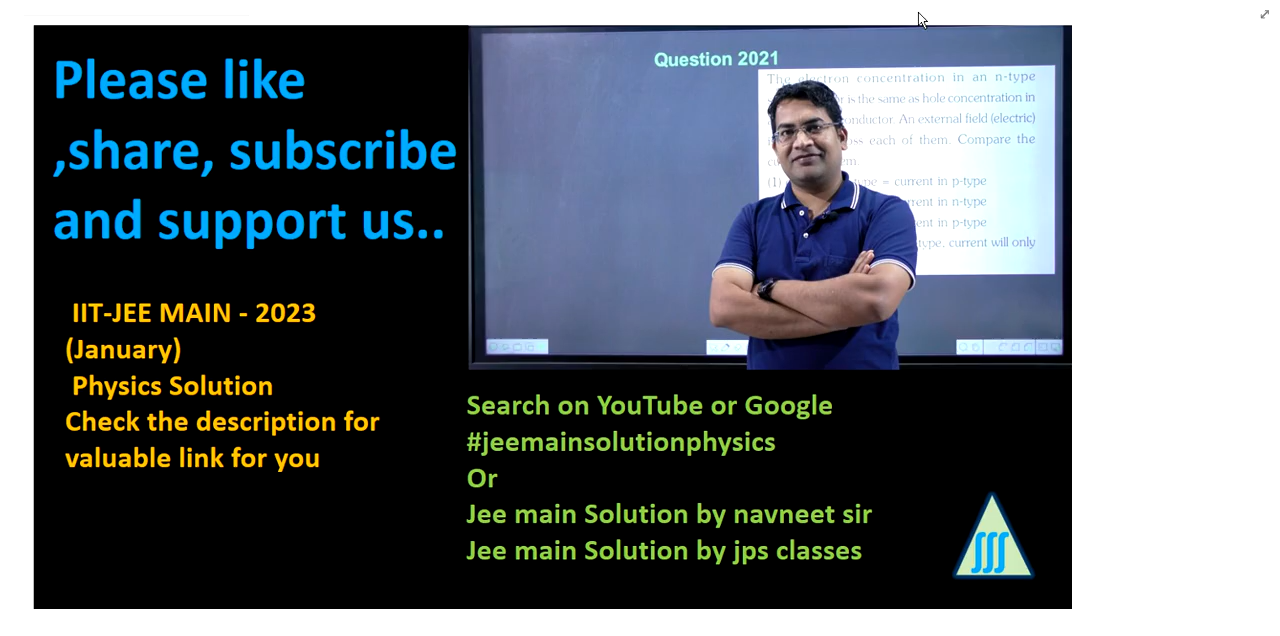 Please like
,share, subscribe
and support us..
IIT-JEE MAIN - 2023
(January)
Physics Solution
Check the description for
valuable link for you
Question 2021
The electron concentration in an n-type
is the same as hole concentration in
An external field (electric)
each of them. Compare the
(1) type = current in p-type
in n-type
in p-type
type, current will only
Search on YouTube or Google
#jeemainsolutionphysics
Or
Jee main Solution by navneet sir
Jee main Solution by jps classes